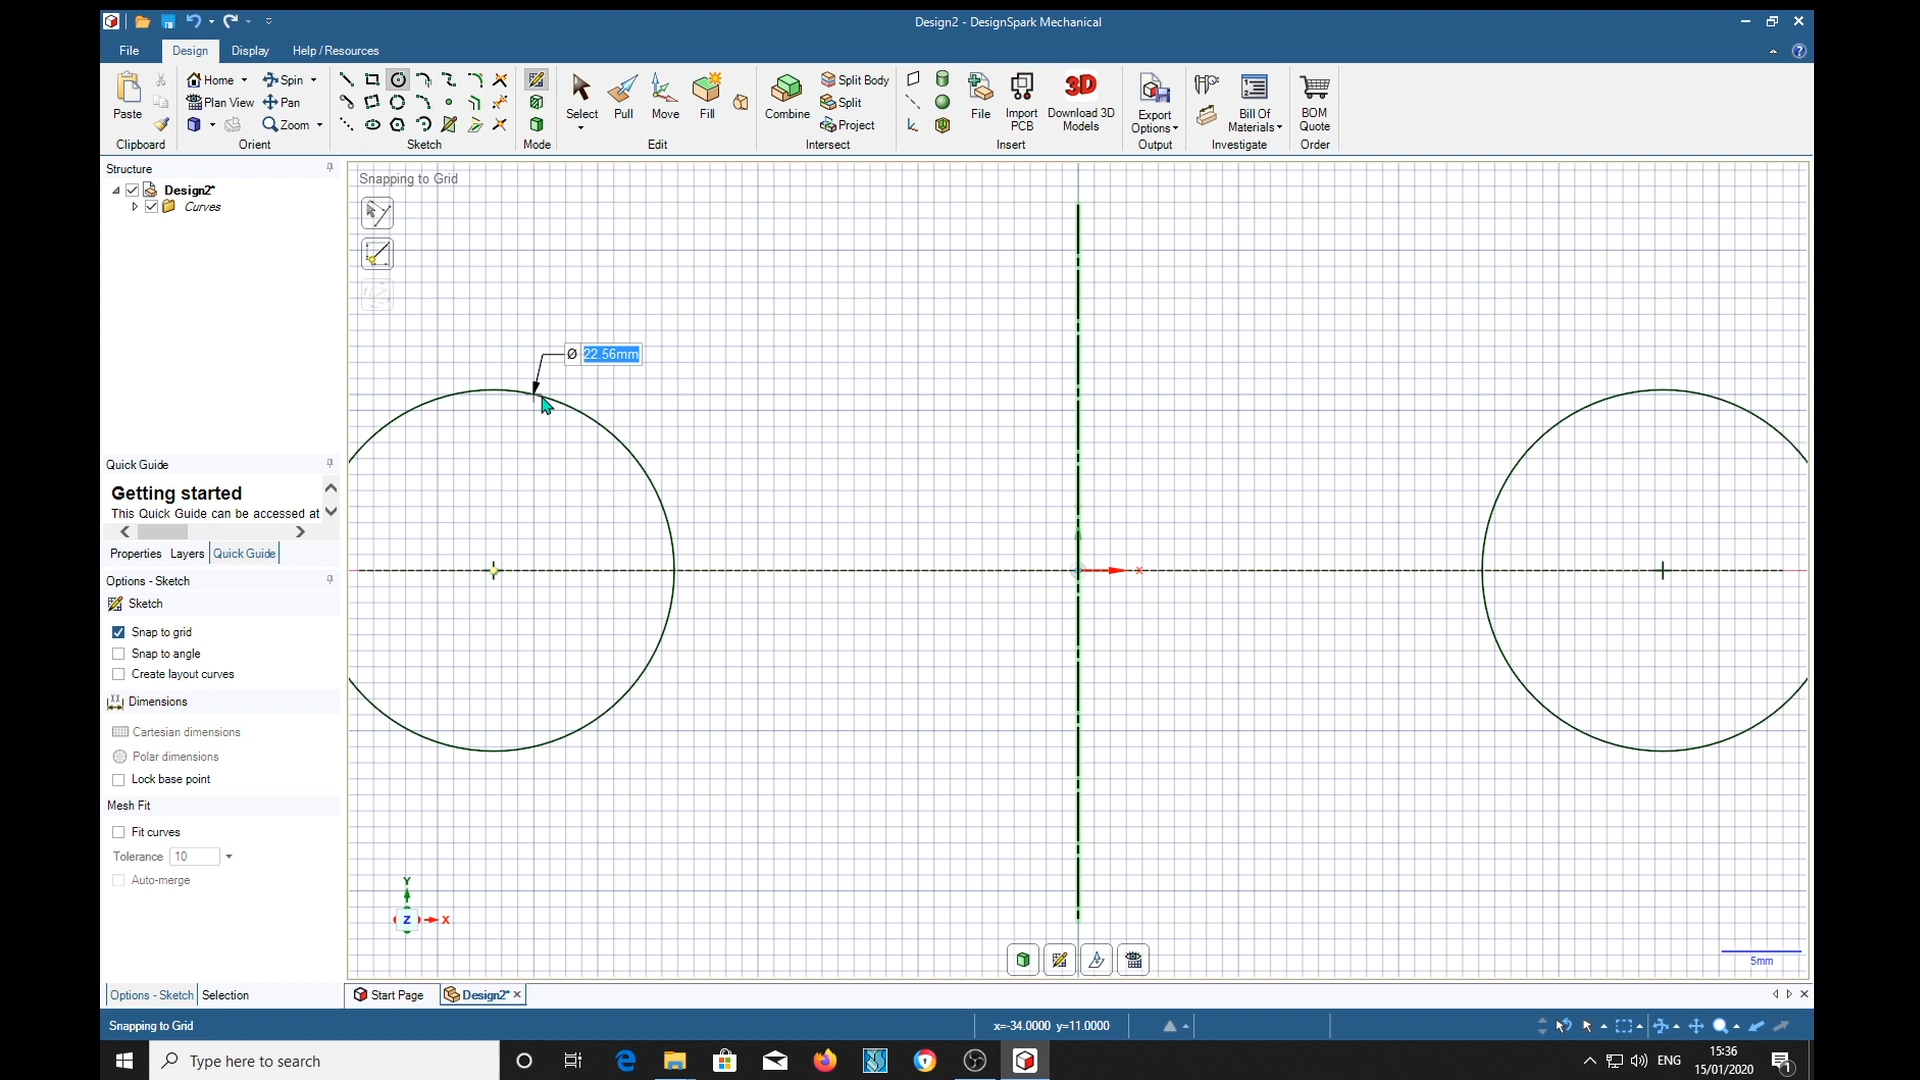 Design2 - DesignSpark Mechanical
File Design Display Help / Resources
Home Spin Split Body
Plan View Pan Split
Zoom Project
Paste Select Pull Move Fill Combine File Import PCB Download 3D Models Export Options Bill Of Materials BOM Quote
3D
Clipboard Orient Sketch Mode Edit Intersect Insert Output Investigate Order
Structure
Design2*
Curves
Snapping to Grid
Ø 22.56mm
X
Quick Guide
Getting started
This Quick Guide can be accessed at
Properties Layers Quick Guide
Options - Sketch
Sketch
Snap to grid
Snap to angle
Create layout curves
Dimensions
Cartesian dimensions
Polar dimensions
Lock base point
Mesh Fit
Fit curves
Tolerance 10
Auto-merge
Y
Z X
5mm
Options - Sketch Selection
Start Page Design2*
Snapping to Grid
x=-34.0000 y=11.0000
Type here to search
ENG
15:36
15/01/2020
1